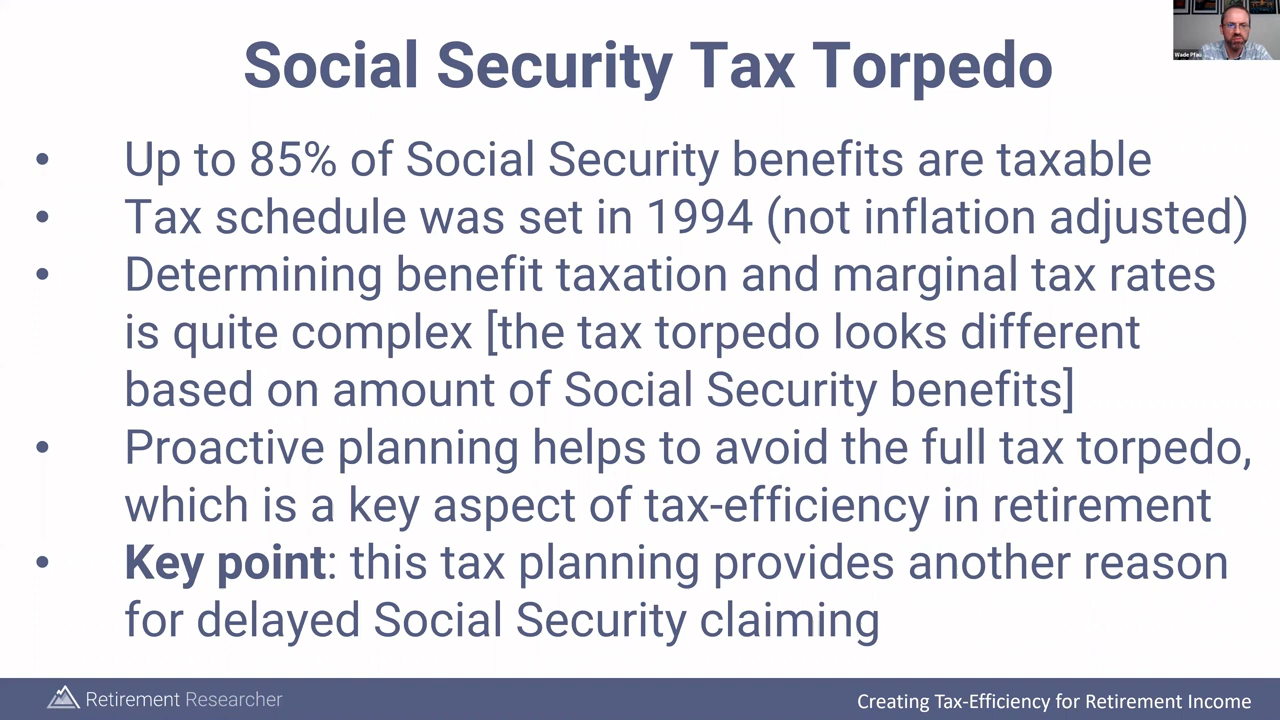 Social Security Tax Torpedo
Wade Pfau
• Up to 85% of Social Security benefits are taxable
• Tax schedule was set in 1994 (not inflation adjusted)
• Determining benefit taxation and marginal tax rates
is quite complex [the tax torpedo looks different
based on amount of Social Security benefits]
• Proactive planning helps to avoid the full tax torpedo,
which is a key aspect of tax-efficiency in retirement
• Key point: this tax planning provides another reason
for delayed Social Security claiming
Retirement Researcher
Creating Tax-Efficiency for Retirement Income